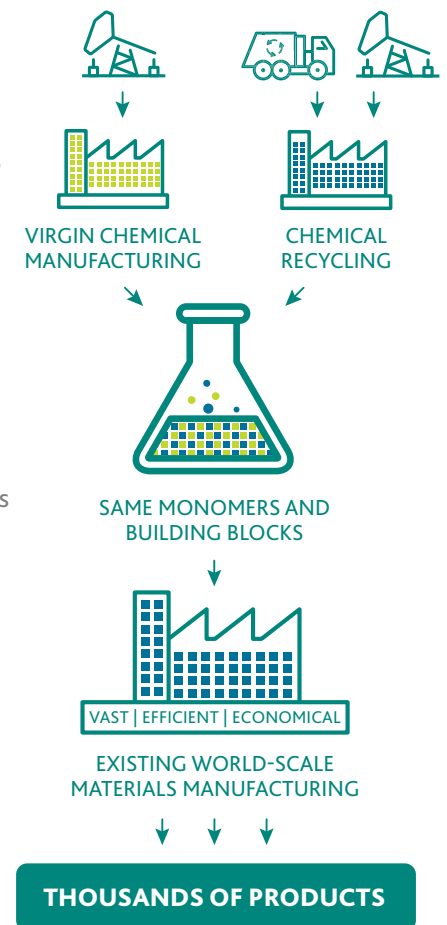 VIRGIN CHEMICAL
MANUFACTURING
CHEMICAL
RECYCLING
SAME MONOMERS AND
BUILDING BLOCKS
VAST | EFFICIENT | ECONOMICAL
EXISTING WORLD-SCALE
MATERIALS MANUFACTURING
THOUSANDS OF PRODUCTS